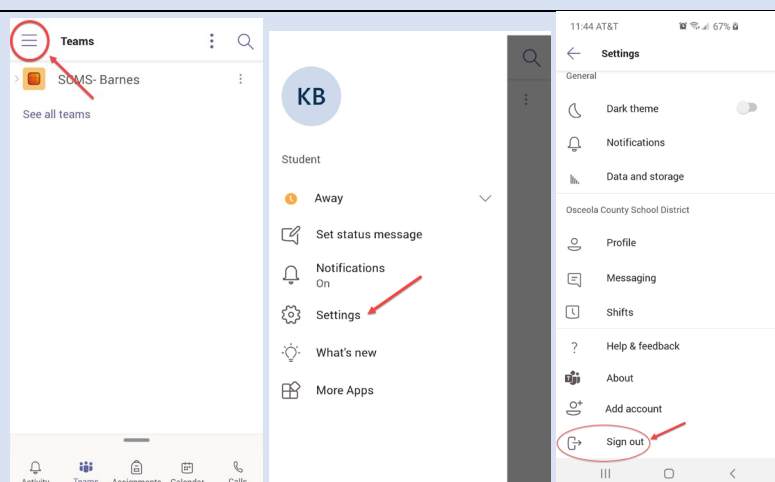 Teams
SCMS- Barnes
See all teams
Activity Teams Assignments Calendar Calls
KB
Student
Away
Set status message
Notifications
On
Settings
What's new
More Apps
11:44 AT&T 67%
Settings
General
Dark theme
Notifications
Data and storage
Osceola County School District
Profile
Messaging
Shifts
? Help & feedback
About
Add account
Sign out